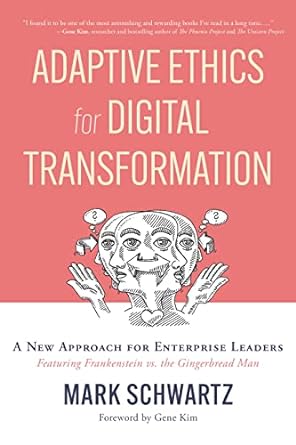 "I found it to be one of the most amazing and rewarding books I've read in a long time. . . ."
—Gene Kim, researcher and bestselling author of The Phoenix Project and The Unicorn Project
ADAPTIVE ETHICS
for DIGITAL
TRANSFORMATION
?
?
A New Approach for Enterprise Leaders
Featuring Frankenstein vs. the Gingerbread Man
MARK SCHWARTZ
Foreword by Gene Kim